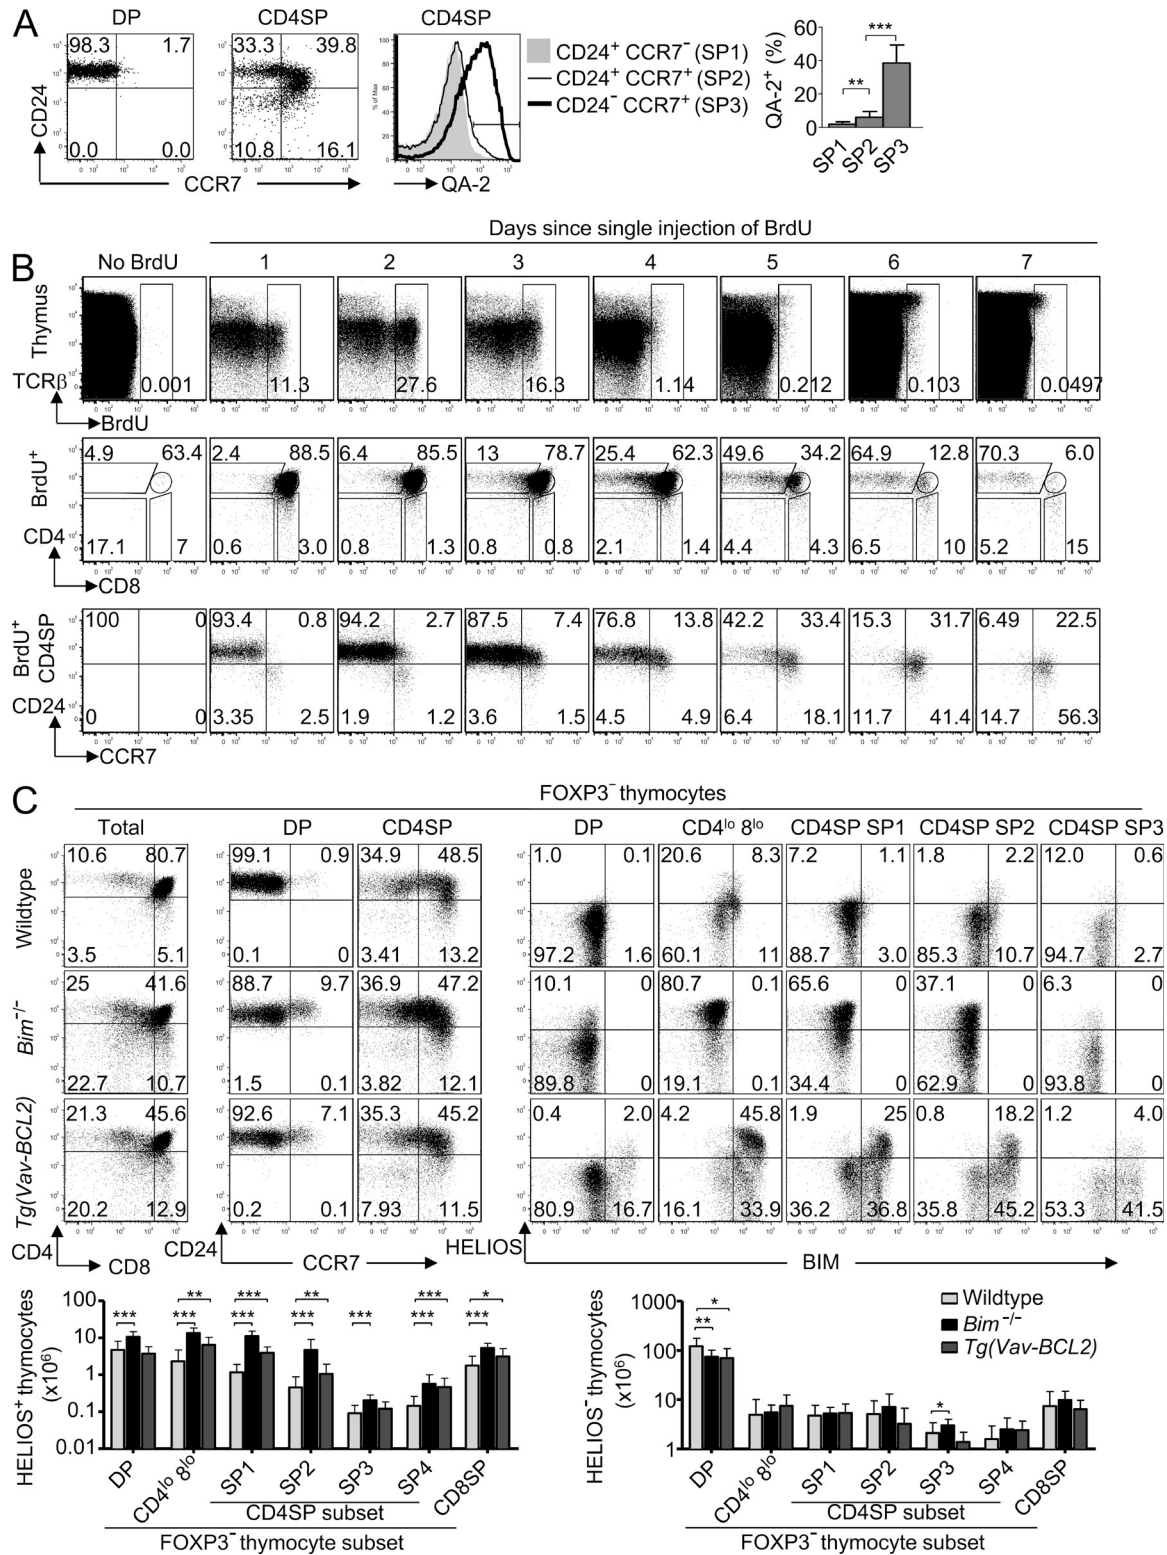 A
DP
CD4SP
CD4SP
98.3 1.7
0.0 0.0
33.3 39.8
10.8 16.1
CD24
CCR7
% of Max
QA-2
CD24+ CCR7− (SP1)
CD24+ CCR7+ (SP2)
CD24− CCR7+ (SP3)
QA-2+ (%)
60
40
20
0
** ***
SP1 SP2 SP3
Days since single injection of BrdU
B
No BrdU 1 2 3 4 5 6 7
Thymus
TCRβ
0.001 11.3 27.6 16.3 1.14 0.212 0.103 0.0497
BrdU
BrdU+
4.9 63.4 2.4 88.5 6.4 85.5 13 78.7 25.4 62.3 49.6 34.2 64.9 12.8 70.3 6.0
CD4
17.1 7 0.6 3.0 0.8 1.3 0.8 0.8 2.1 1.4 4.4 4.3 6.5 10 5.2 15
CD8
BrdU+
CD4SP
100 0 93.4 0.8 94.2 2.7 87.5 7.4 76.8 13.8 42.2 33.4 15.3 31.7 6.49 22.5
CD24
0 0 3.35 2.5 1.9 1.2 3.6 1.5 4.5 4.9 6.4 18.1 11.7 41.4 14.7 56.3
CCR7
C
FOXP3− thymocytes
Total DP CD4SP DP CD4lo 8lo CD4SP SP1 CD4SP SP2 CD4SP SP3
Wildtype
10.6 80.7 99.1 0.9 34.9 48.5 1.0 0.1 20.6 8.3 7.2 1.1 1.8 2.2 12.0 0.6
3.5 5.1 0.1 0 3.41 13.2 97.2 1.6 60.1 11 88.7 3.0 85.3 10.7 94.7 2.7
Bim−/−
25 41.6 88.7 9.7 36.9 47.2 10.1 0 80.7 0.1 65.6 0 37.1 0 6.3 0
22.7 10.7 1.5 0.1 3.82 12.1 89.8 0 19.1 0.1 34.4 0 62.9 0 93.8 0
Tg(Vav-BCL2)
21.3 45.6 92.6 7.1 35.3 45.2 0.4 2.0 4.2 45.8 1.9 25 0.8 18.2 1.2 4.0
20.2 12.9 0.2 0.1 7.93 11.5 80.9 16.7 16.1 33.9 36.2 36.8 35.8 45.2 53.3 41.5
CD4
CD8
CD24
CCR7
HELIOS
BIM
HELIOS+ thymocytes
(x10⁶)
100
10
1
0.1
0.01
** *** ** *** *
*** *** *** *** *** *** ***
DP CD4lo 8lo SP1 SP2 SP3 SP4 CD8SP
CD4SP subset
FOXP3− thymocyte subset
HELIOS− thymocytes
(x10⁶)
1000
100
10
1
*
**
*
Wildtype
Bim−/−
Tg(Vav-BCL2)
DP CD4lo 8lo SP1 SP2 SP3 SP4 CD8SP
CD4SP subset
FOXP3− thymocyte subset